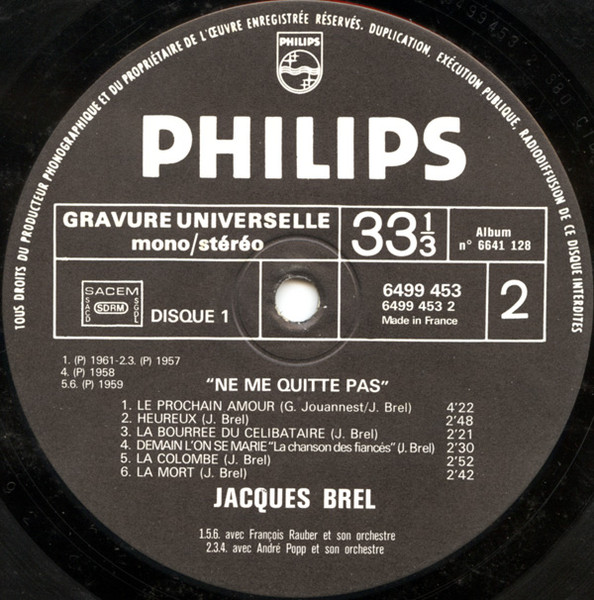 TOUS DROITS DU PRODUCTEUR PHONOGRAPHIQUE ET DU PROPRIÉTAIRE DE L'ŒUVRE ENREGISTRÉE RÉSERVÉS. DUPLICATION, EXÉCUTION PUBLIQUE, RADIODIFFUSION DE CE DISQUE INTERDITES
PHILIPS
PHILIPS
GRAVURE UNIVERSELLE
mono/stéréo
33 1/3
Album
n° 6641 128
SACEM
SACD
SDRM
SGDL
DISQUE 1
6499 453
6499 453 2
Made in France
2
1. (P) 1961-2.3. (P) 1957
4. (P) 1958
5.6. (P) 1959
"NE ME QUITTE PAS"
1. LE PROCHAIN AMOUR (G. Jouannest/J. Brel) 4'22
2. HEUREUX (J. Brel) 2'48
3. LA BOURREE DU CELIBATAIRE (J. Brel) 2'21
4. DEMAIN L'ON SE MARIE "La chanson des fiancés" (J. Brel) 2'30
5. LA COLOMBE (J. Brel) 2'52
6. LA MORT (J. Brel) 2'42
JACQUES BREL
1.5.6. avec François Rauber et son orchestre
2.3.4. avec André Popp et son orchestre